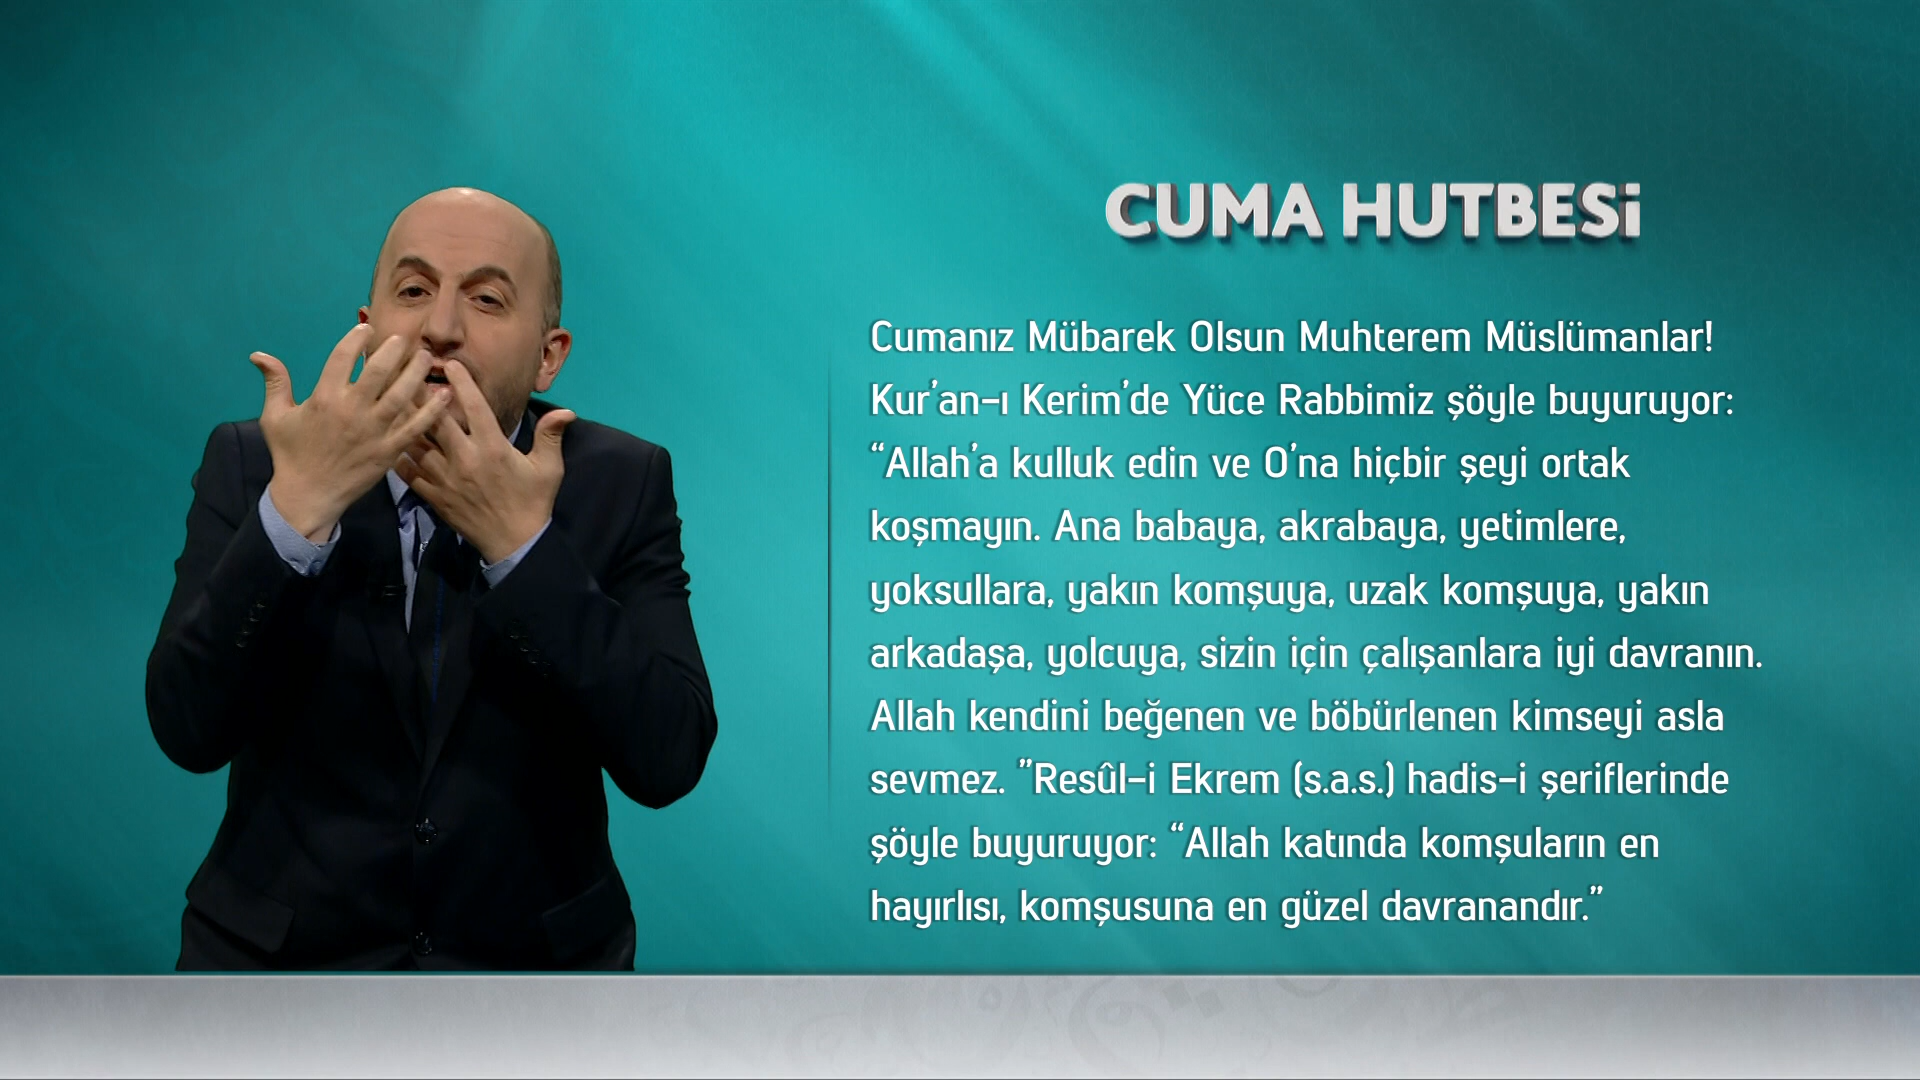 CUMA HUTBESİ
Cumanız Mübarek Olsun Muhterem Müslümanlar!
Kur'an-ı Kerim'de Yüce Rabbimiz şöyle buyuruyor:
“Allah'a kulluk edin ve O'na hiçbir şeyi ortak
koşmayın. Ana babaya, akrabaya, yetimlere,
yoksullara, yakın komşuya, uzak komşuya, yakın
arkadaşa, yolcuya, sizin için çalışanlara iyi davranın.
Allah kendini beğenen ve böbürlenen kimseyi asla
sevmez. ”Resûl-i Ekrem (s.a.s.) hadis-i şeriflerinde
şöyle buyuruyor: “Allah katında komşuların en
hayırlısı, komşusuna en güzel davranandır.”